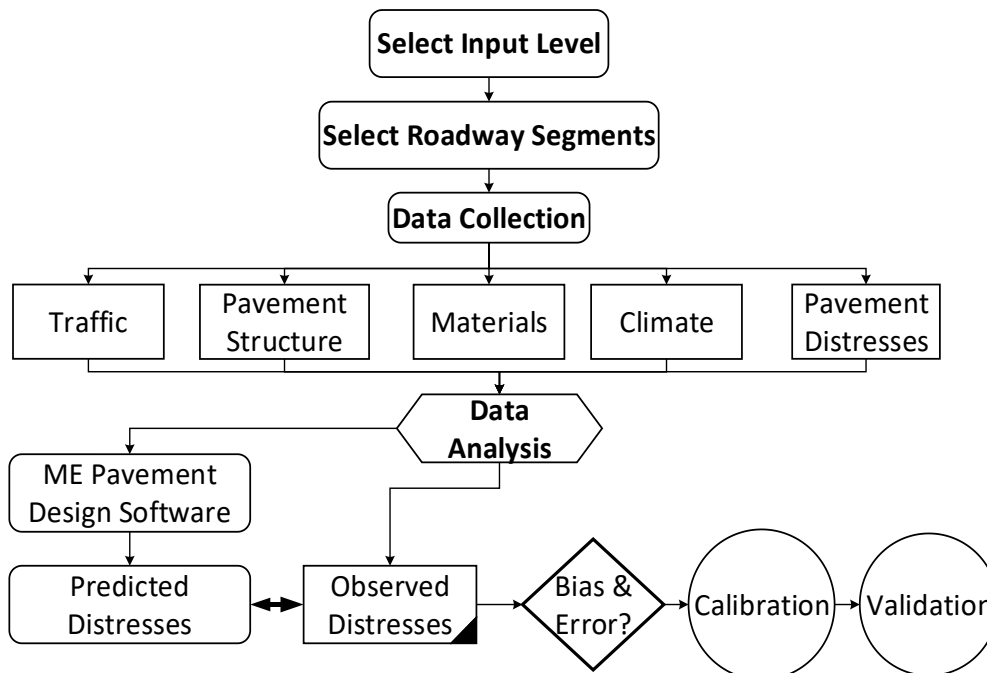 Select Input Level
Select Roadway Segments
Data Collection
Traffic
Pavement
Structure
Materials
Climate
Pavement
Distresses
Data
Analysis
ME Pavement
Design Software
Predicted
Distresses
Observed
Distresses
Bias &
Error?
Calibration
Validation